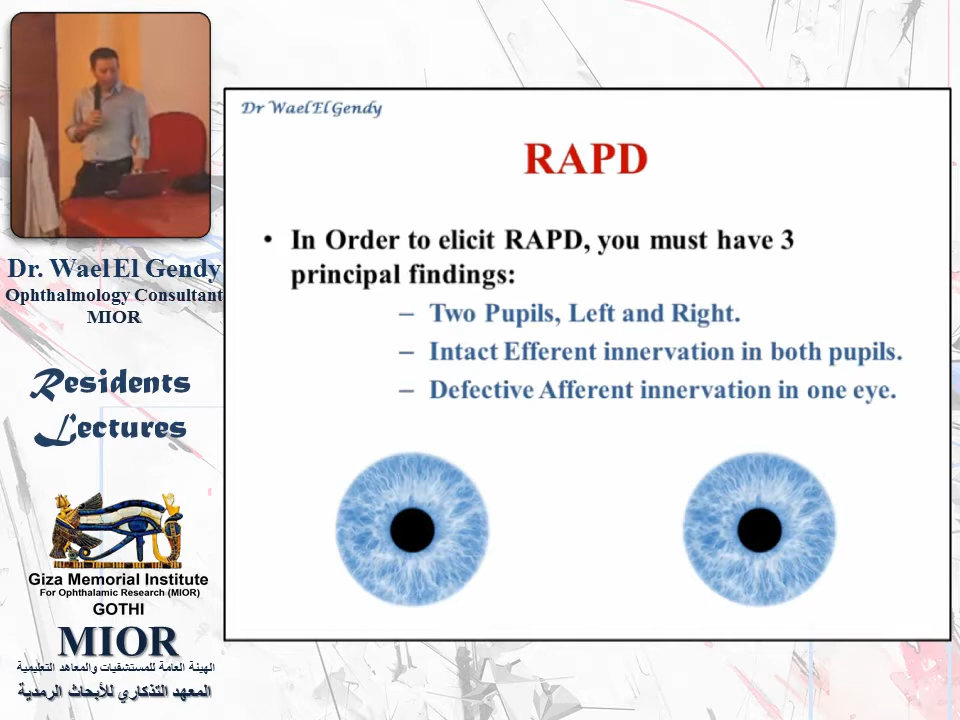 Dr. Wael El Gendy
Ophthalmology Consultant
MIOR
Residents
Lectures
Giza Memorial Institute
For Ophthalamic Research (MIOR)
GOTHI
MIOR
الهيئة العامة للمستشفيات والمعاهد التعليمية
المعهد التذكاري للأبحاث الرمدية
Dr Wael El Gendy
RAPD
• In Order to elicit RAPD, you must have 3
principal findings:
– Two Pupils, Left and Right.
– Intact Efferent innervation in both pupils.
– Defective Afferent innervation in one eye.